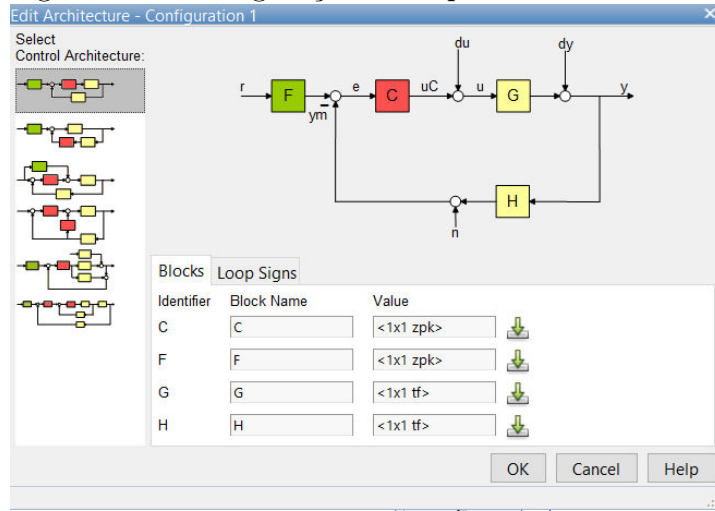 Edit Architecture - Configuration 1
Select
Control Architecture:
du
dy
r
F
e
C
uC
u
G
y
ym
H
n
Blocks Loop Signs
Identifier Block Name Value
C C <1x1 zpk>
F F <1x1 zpk>
G G <1x1 tf>
H H <1x1 tf>
OK Cancel Help